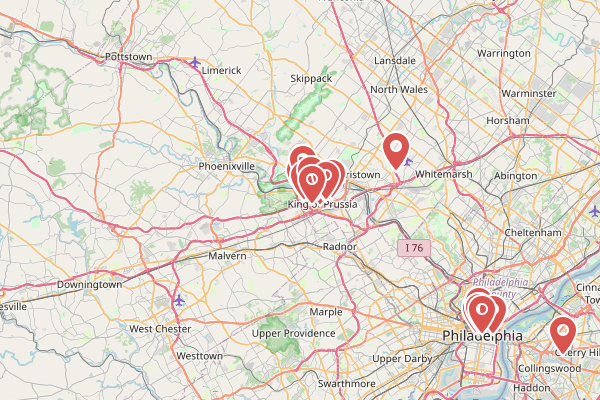 Pottstown
Limerick
Skippack
Lansdale
Warrington
North Wales
Warminster
Horsham
Phoenixville
ristown
Whitemarsh
Abington
King of Prussia
Cheltenham
Radnor
I 76
Malvern
Downingtown
Philadelphia
County
Cinna
Tow
esville
Marple
West Chester
Upper Providence
Philadelphia
Westtown
Upper Darby
Cherry Hil
Collingswood
Swarthmore
Haddon